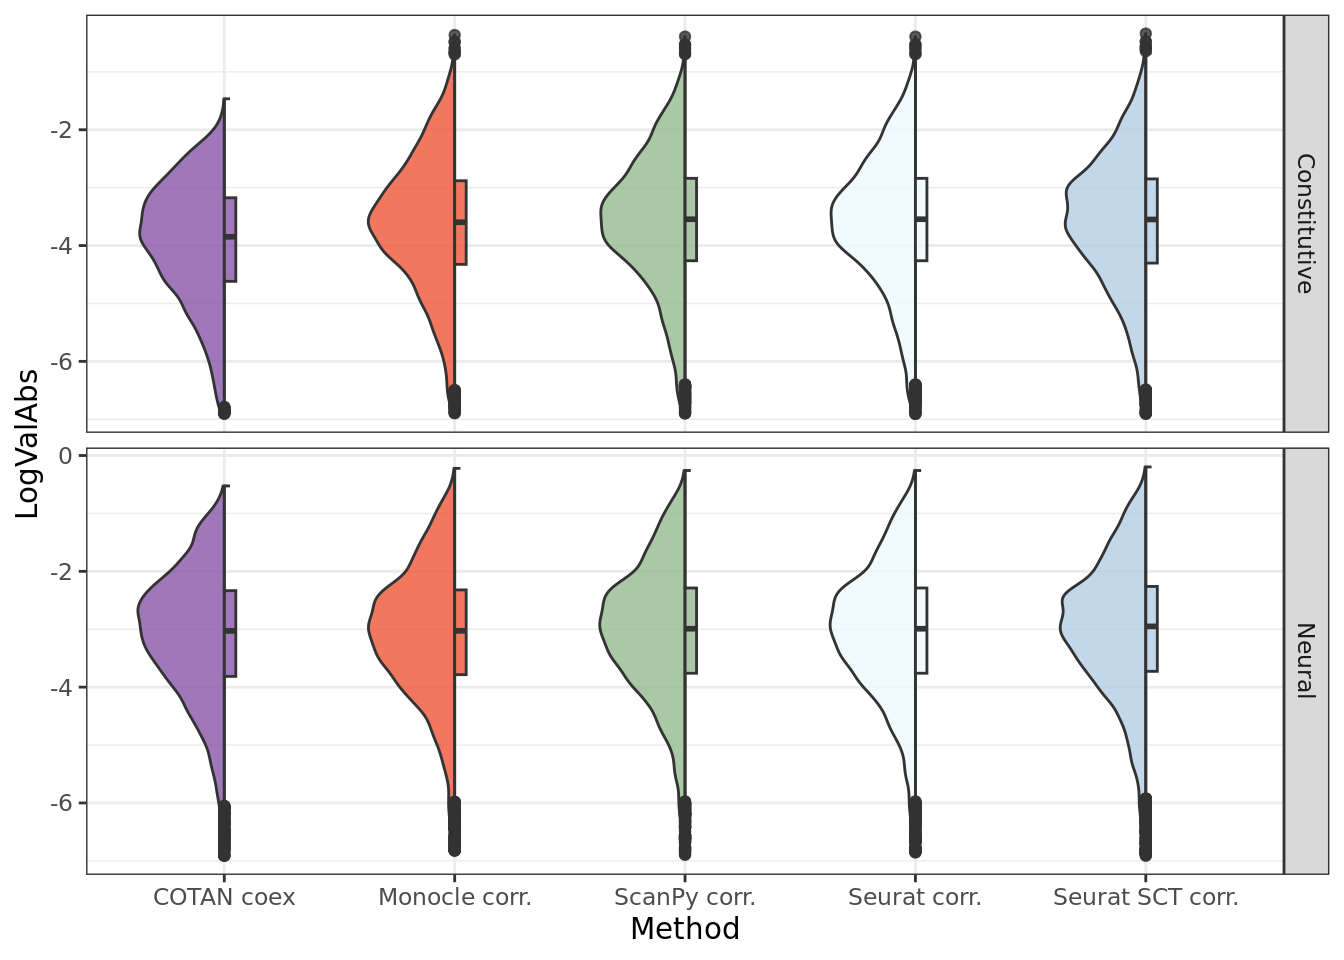 -2
-4
-6
Constitutive
0
-2
-4
-6
Neural
LogValAbs
COTAN coex Monocle corr. ScanPy corr. Seurat corr. Seurat SCT corr.
Method